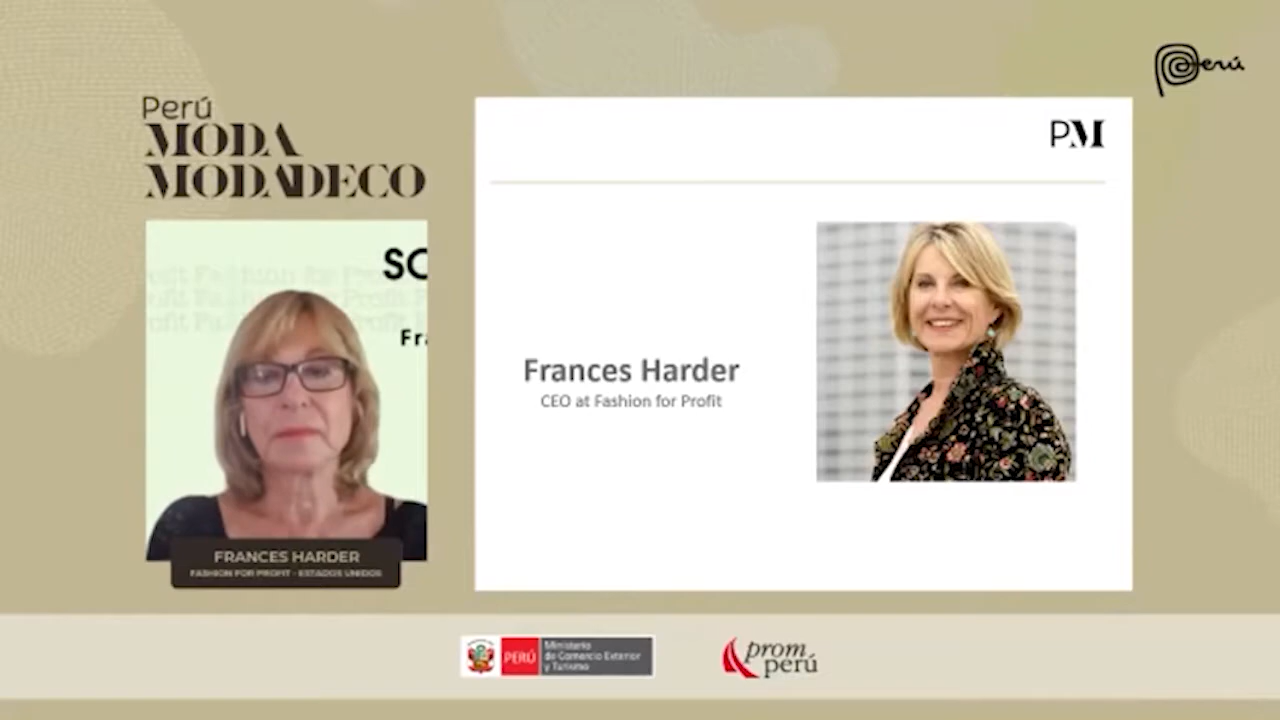 Perú
MODA
MODADECO
Perú
PM
SO
Fra
Frances Harder
CEO at Fashion for Profit
FRANCES HARDER
FASHION FOR PROFIT - ESTADOS UNIDOS
PERÚ
Ministerio
de Comercio Exterior
y Turismo
prom
perú